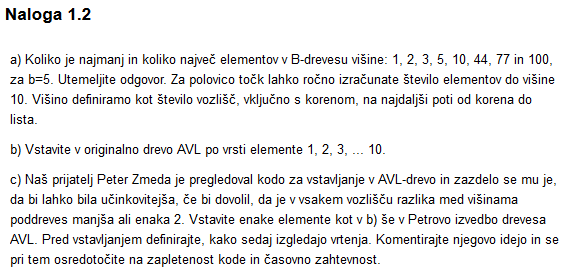 Naloga 1.2
a) Koliko je najmanj in koliko največ elementov v B-drevesu višine: 1, 2, 3, 5, 10, 44, 77 in 100,
za b=5. Utemeljite odgovor. Za polovico točk lahko ročno izračunate število elementov do višine
10. Višino definiramo kot število vozlišč, vključno s korenom, na najdaljši poti od korena do
lista.
b) Vstavite v originalno drevo AVL po vrsti elemente 1, 2, 3, ... 10.
c) Naš prijatelj Peter Zmeda je pregledoval kodo za vstavljanje v AVL-drevo in zazdelo se mu je,
da bi lahko bila učinkovitejša, če bi dovolil, da je v vsakem vozlišču razlika med višinama
poddreves manjša ali enaka 2. Vstavite enake elemente kot v b) še v Petrovo izvedbo drevesa
AVL. Pred vstavljanjem definirajte, kako sedaj izgledajo vrtenja. Komentirajte njegovo idejo in se
pri tem osredotočite na zapletenost kode in časovno zahtevnost.